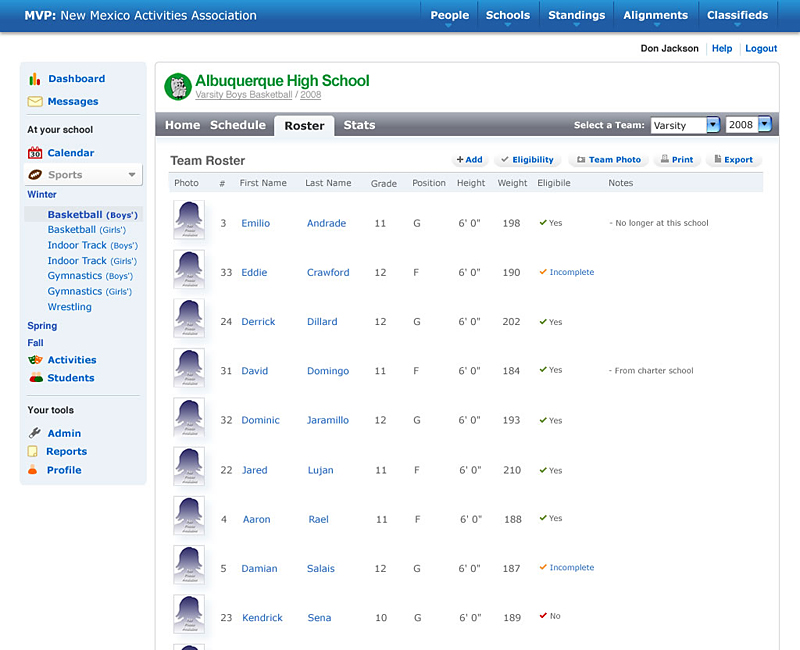 MVP: New Mexico Activities Association
People Schools Standings Alignments Classifieds
Don Jackson Help Logout
Dashboard
Messages
At your school
30 Calendar
Sports
Winter
Basketball (Boys')
Basketball (Girls')
Indoor Track (Boys')
Indoor Track (Girls')
Gymnastics (Boys')
Gymnastics (Girls')
Wrestling
Spring
Fall
Activities
Students
Your tools
Admin
Reports
Profile
Albuquerque High School
Varsity Boys Basketball / 2008
Home Schedule Roster Stats Select a Team: Varsity 2008
Team Roster + Add Eligibility Team Photo Print Export
Photo # First Name Last Name Grade Position Height Weight Eligibile Notes
3 Emilio Andrade 11 G 6' 0" 198 Yes - No longer at this school
33 Eddie Crawford 12 F 6' 0" 190 Incomplete
24 Derrick Dillard 12 G 6' 0" 202 Yes
31 David Domingo 11 F 6' 0" 184 Yes - From charter school
32 Dominic Jaramillo 12 G 6' 0" 193 Yes
22 Jared Lujan 11 F 6' 0" 210 Yes
4 Aaron Rael 11 F 6' 0" 188 Yes
5 Damian Salais 12 G 6' 0" 187 Incomplete
23 Kendrick Sena 10 G 6' 0" 189 No